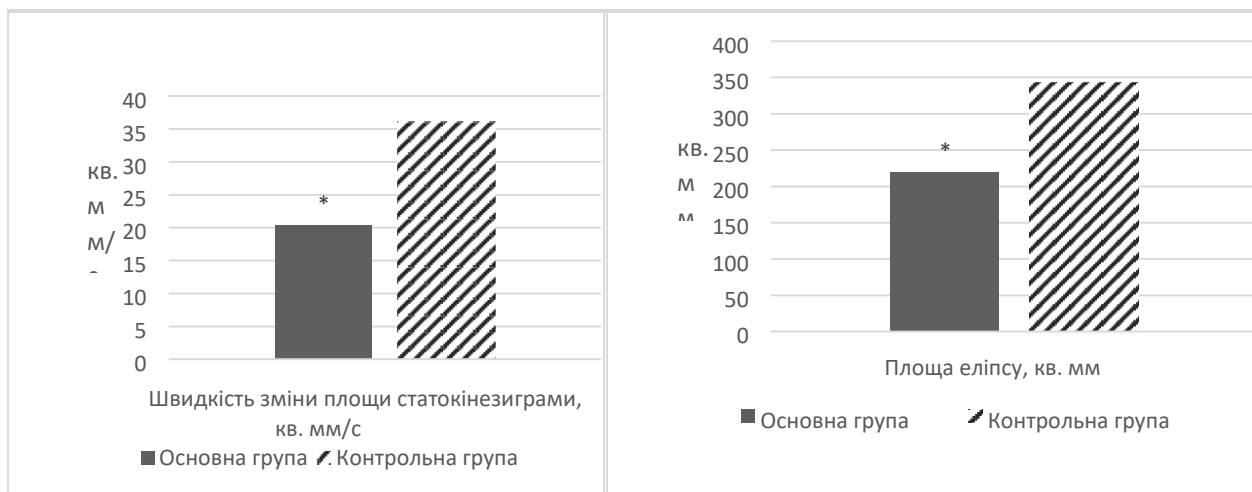 40
35
30
25
20
15
10
5
0
кв.
м
м/
*
Швидкість зміни площи статокінезиграми,
кв. мм/с
Основна група Контрольна група
400
350
300
250
200
150
100
50
0
кв.
м
м
*
Площа еліпсу, кв. мм
Основна група Контрольна група